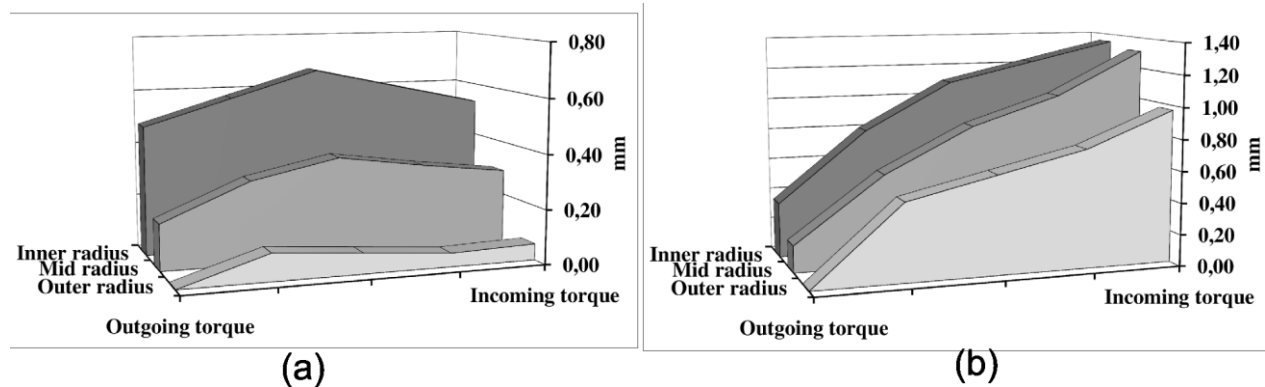 0,80
0,60
0,40
0,20
0,00
mm
Inner radius
Mid radius
Outer radius
Outgoing torque
Incoming torque
(a)
1,40
1,20
1,00
0,80
0,60
0,40
0,20
0,00
mm
Inner radius
Mid radius
Outer radius
Outgoing torque
Incoming torque
(b)